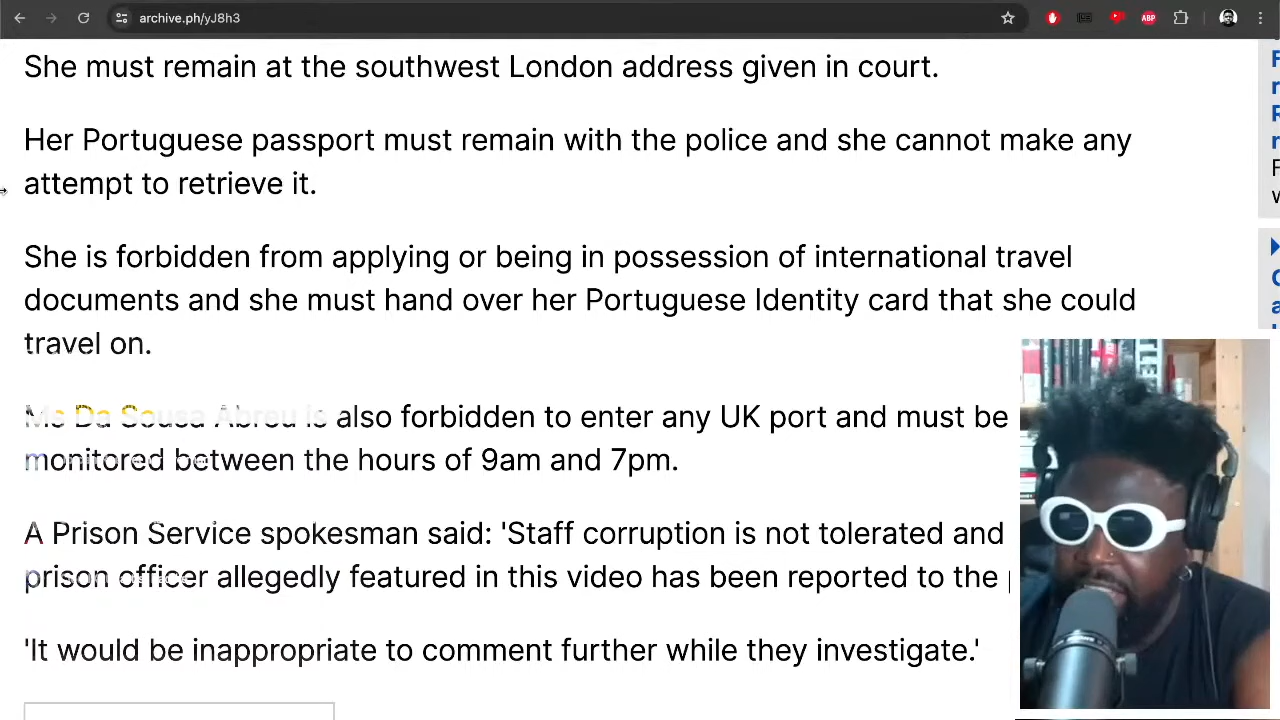 archive.ph/yJ8h3
ABP
She must remain at the southwest London address given in court.
Her Portuguese passport must remain with the police and she cannot make any
attempt to retrieve it.
She is forbidden from applying or being in possession of international travel
documents and she must hand over her Portuguese Identity card that she could
travel on.
Ms Da Sousa Abreu is also forbidden to enter any UK port and must be
monitored between the hours of 9am and 7pm.
A Prison Service spokesman said: 'Staff corruption is not tolerated and
prison officer allegedly featured in this video has been reported to the
'It would be inappropriate to comment further while they investigate.'